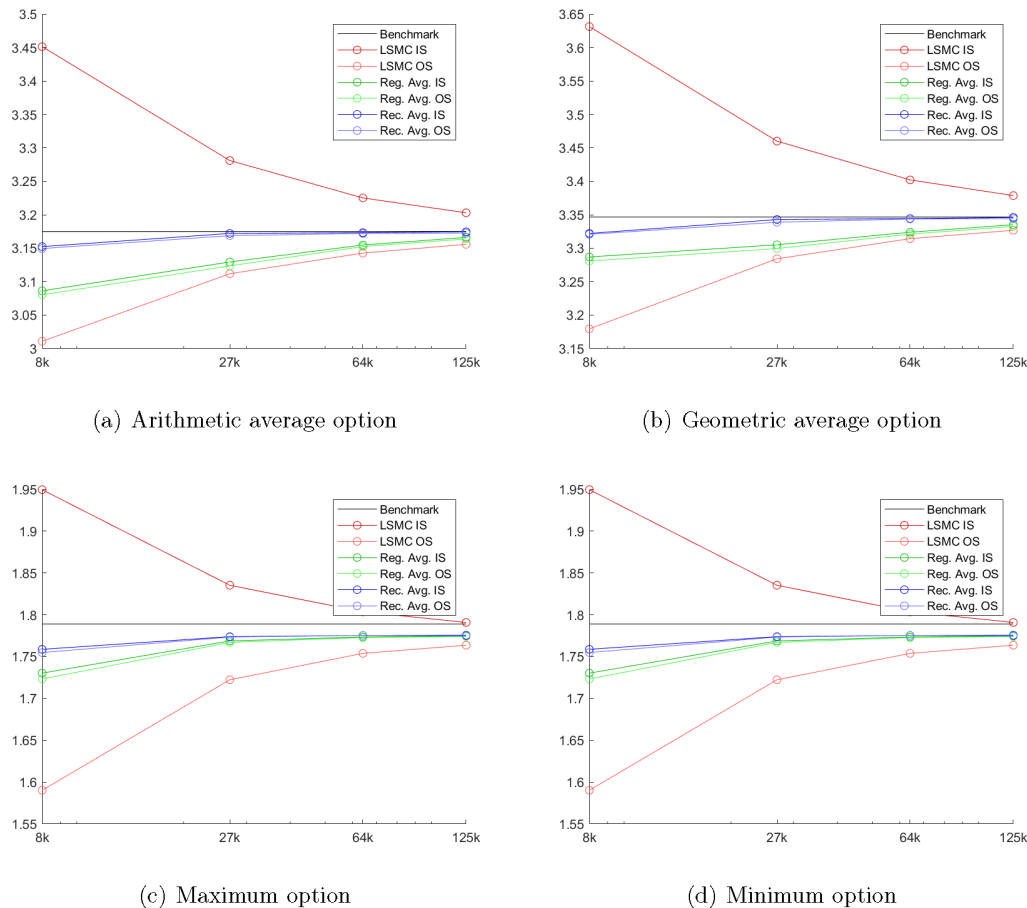 3.5
3.45
3.4
3.35
3.3
3.25
3.2
3.15
3.1
3.05
3
8k
27k
64k
125k
Benchmark
LSMC IS
LSMC OS
Reg. Avg. IS
Reg. Avg. OS
Rec. Avg. IS
Rec. Avg. OS
(a) Arithmetic average option
3.65
3.6
3.55
3.5
3.45
3.4
3.35
3.3
3.25
3.2
3.15
8k
27k
64k
125k
Benchmark
LSMC IS
LSMC OS
Reg. Avg. IS
Reg. Avg. OS
Rec. Avg. IS
Rec. Avg. OS
(b) Geometric average option
1.95
1.9
1.85
1.8
1.75
1.7
1.65
1.6
1.55
8k
27k
64k
125k
Benchmark
LSMC IS
LSMC OS
Reg. Avg. IS
Reg. Avg. OS
Rec. Avg. IS
Rec. Avg. OS
(c) Maximum option
1.95
1.9
1.85
1.8
1.75
1.7
1.65
1.6
1.55
8k
27k
64k
125k
Benchmark
LSMC IS
LSMC OS
Reg. Avg. IS
Reg. Avg. OS
Rec. Avg. IS
Rec. Avg. OS
(d) Minimum option